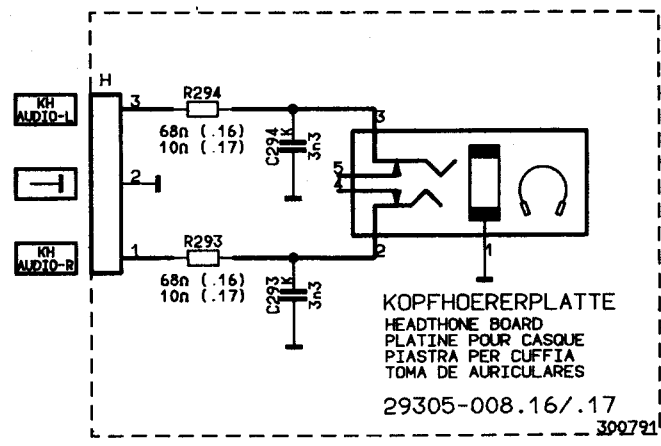 H
KH
AUDIO-L
3
R294
68n (.16)
10n (.17)
C294
K
3n3
3
5
4
2
KH
AUDIO-R
1
R293
68n (.16)
10n (.17)
C293
K
3n3
2
1
KOPFHOERERPLATTE
HEADTHONE BOARD
PLATINE POUR CASQUE
PIASTRA PER CUFFIA
TOMA DE AURICULARES
29305-008.16/.17
300791